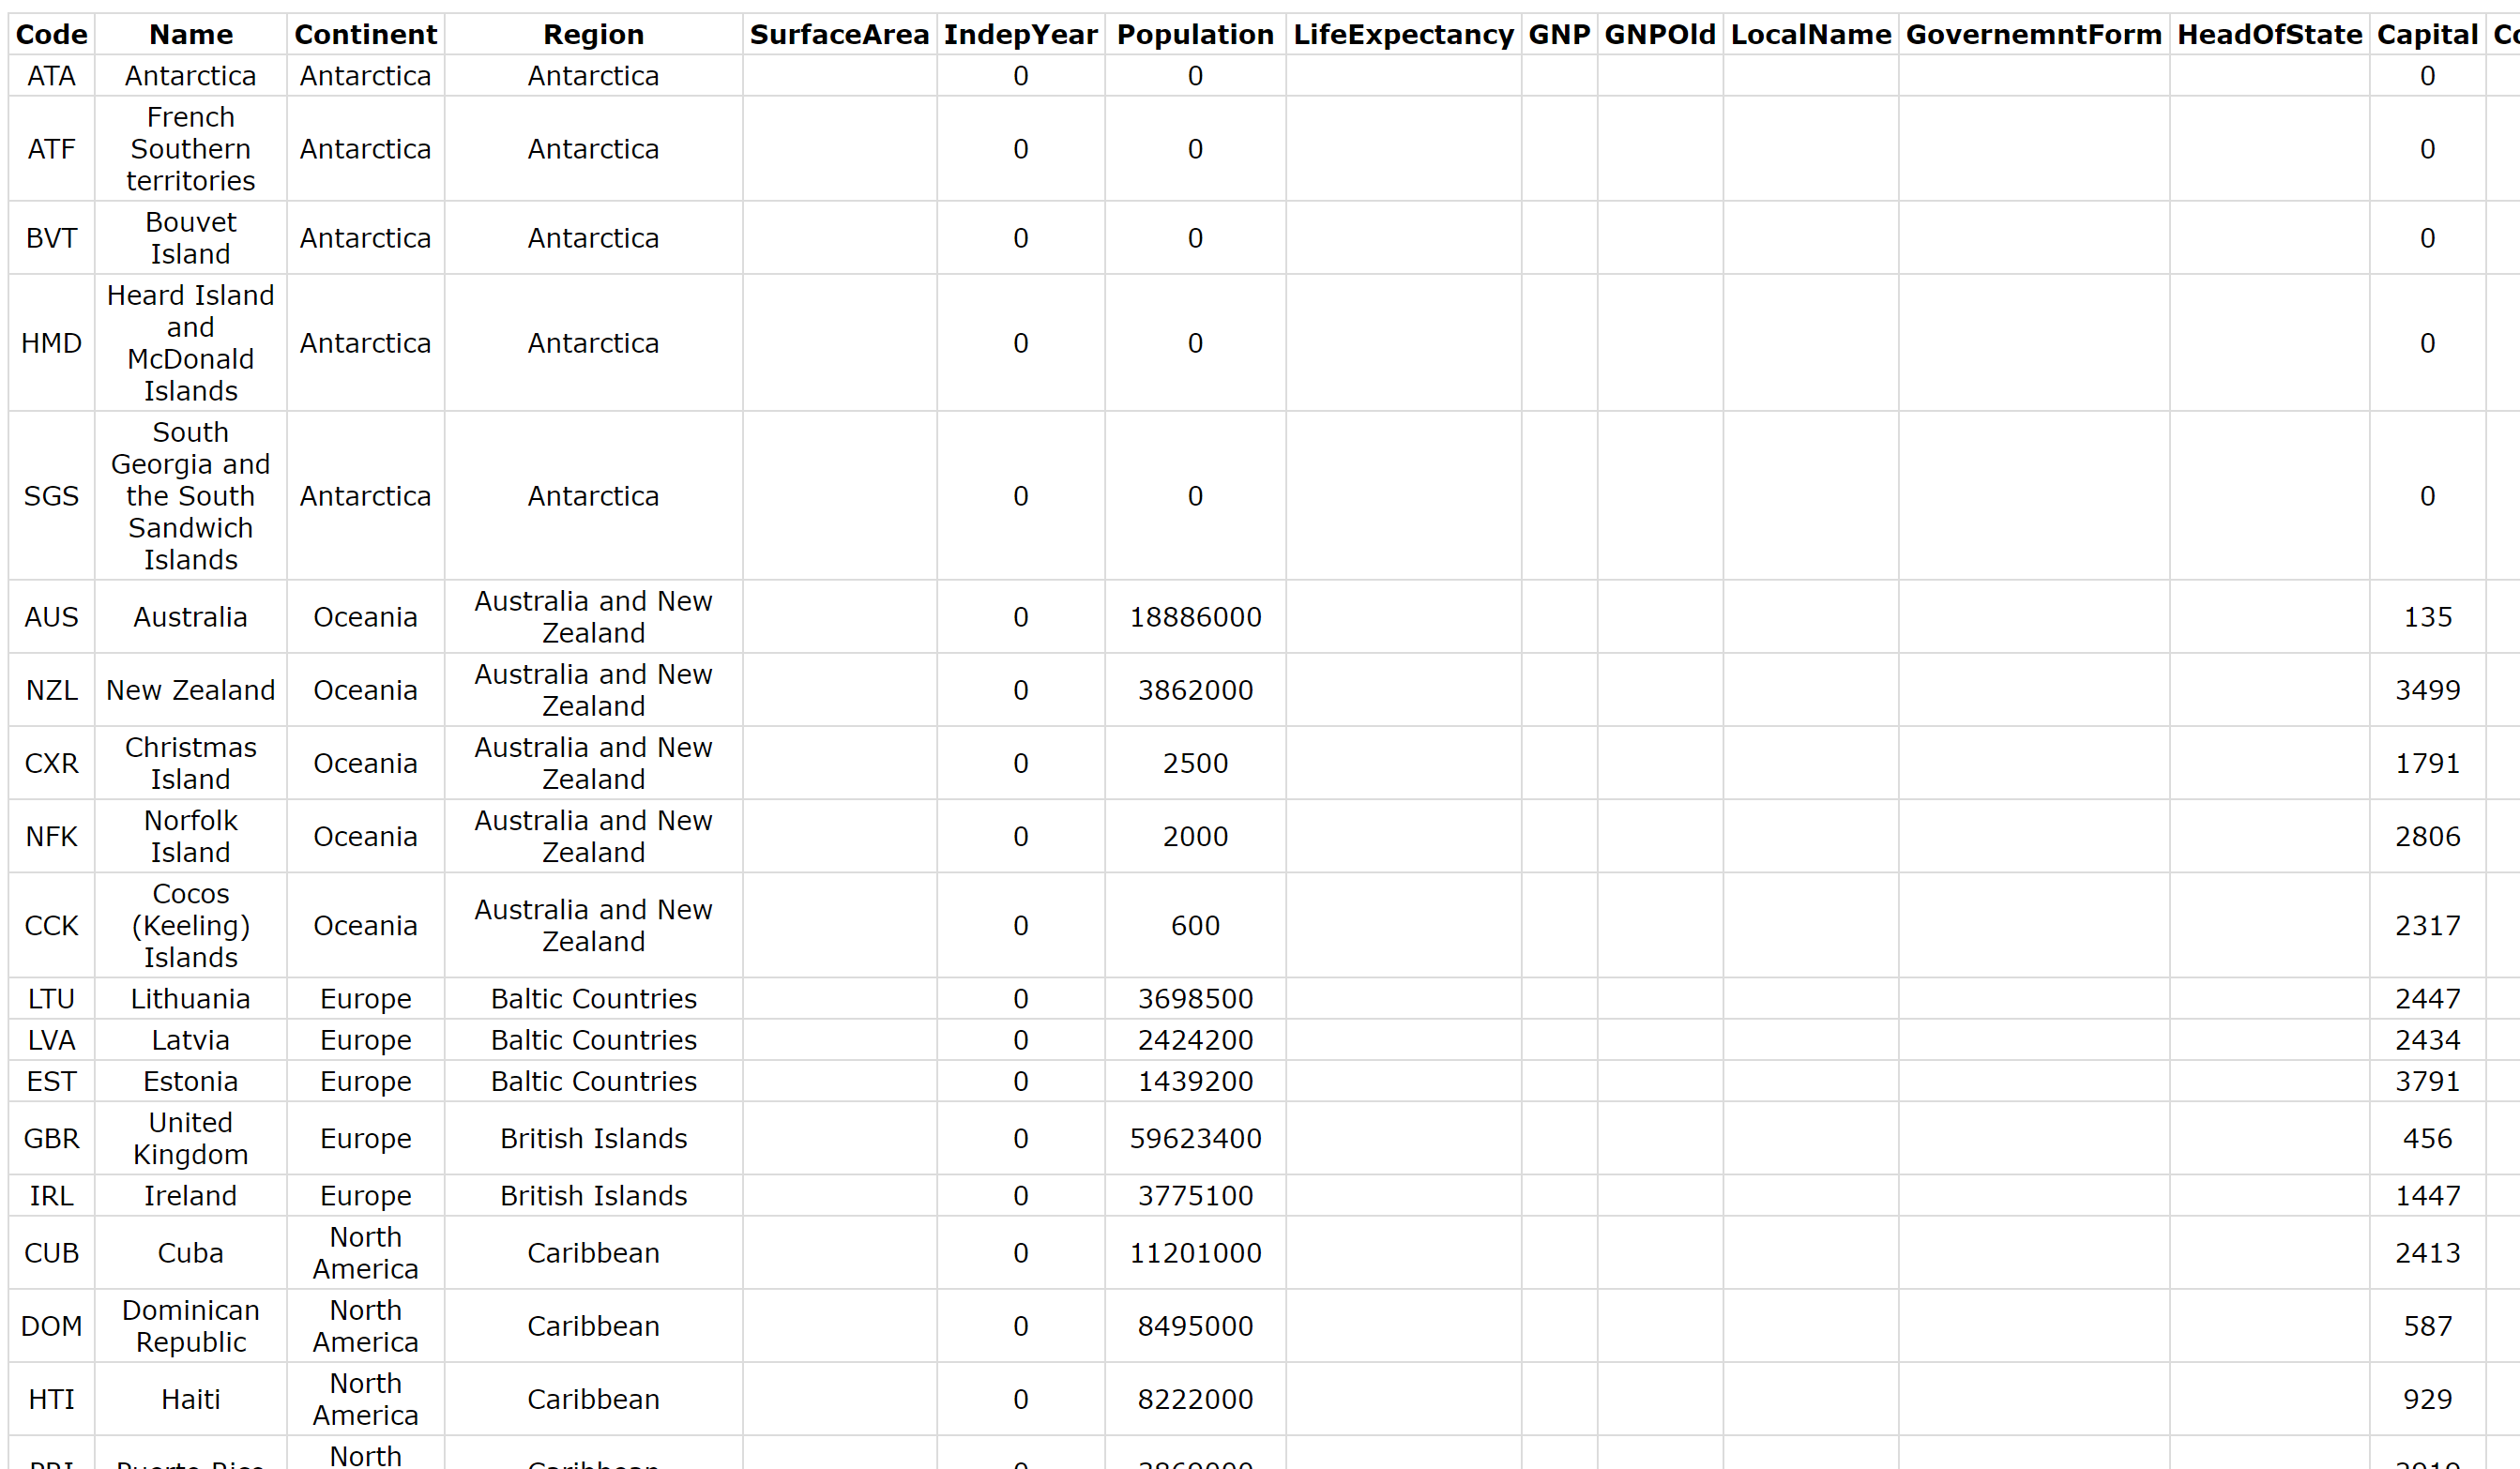 Code Name Continent Region SurfaceArea IndepYear Population LifeExpectancy GNP GNPOld LocalName GovernemntForm HeadOfState Capital
ATA Antarctica Antarctica Antarctica 0 0 0
French
Southern
territories
ATF Antarctica Antarctica 0 0 0
Bouvet
Island
BVT Antarctica Antarctica 0 0 0
Heard Island
and
McDonald
Islands
HMD Antarctica Antarctica 0 0 0
South
Georgia and
the South
Sandwich
Islands
SGS Antarctica Antarctica 0 0 0
Australia and New
Zealand
AUS Australia Oceania 0 18886000 135
Australia and New
Zealand
NZL New Zealand Oceania 0 3862000 3499
Christmas
Island
Australia and New
Zealand
CXR Oceania 0 2500 1791
Norfolk
Island
Australia and New
Zealand
NFK Oceania 0 2000 2806
Cocos
(Keeling)
Islands
Australia and New
Zealand
CCK Oceania 0 600 2317
LTU Lithuania Europe Baltic Countries 0 3698500 2447
LVA Latvia Europe Baltic Countries 0 2424200 2434
EST Estonia Europe Baltic Countries 0 1439200 3791
United
Kingdom
GBR Europe British Islands 0 59623400 456
IRL Ireland Europe British Islands 0 3775100 1447
North
America
CUB Cuba Caribbean 0 11201000 2413
Dominican
Republic
North
America
DOM Caribbean 0 8495000 587
North
America
HTI Haiti Caribbean 0 8222000 929
North